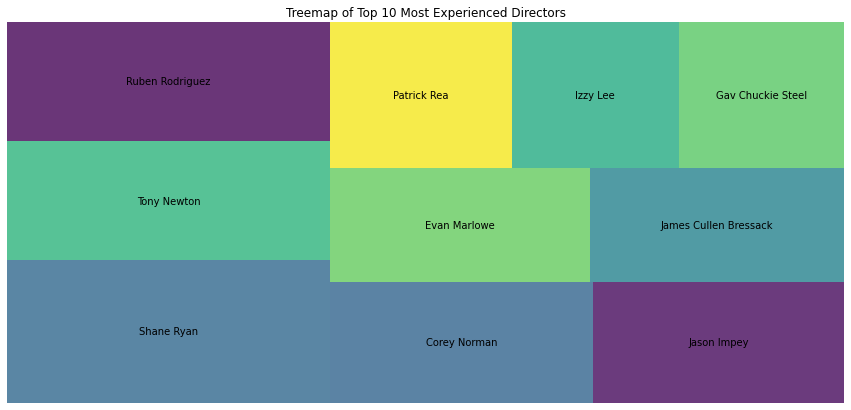 Treemap of Top 10 Most Experienced Directors
Ruben Rodriguez
Patrick Rea
Izzy Lee
Gav Chuckie Steel
Tony Newton
Evan Marlowe
James Cullen Bressack
Shane Ryan
Corey Norman
Jason Impey